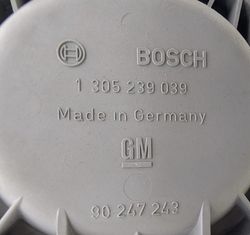 BOSCH
1 305 239 039
Made in Germany
GM
90 247 243